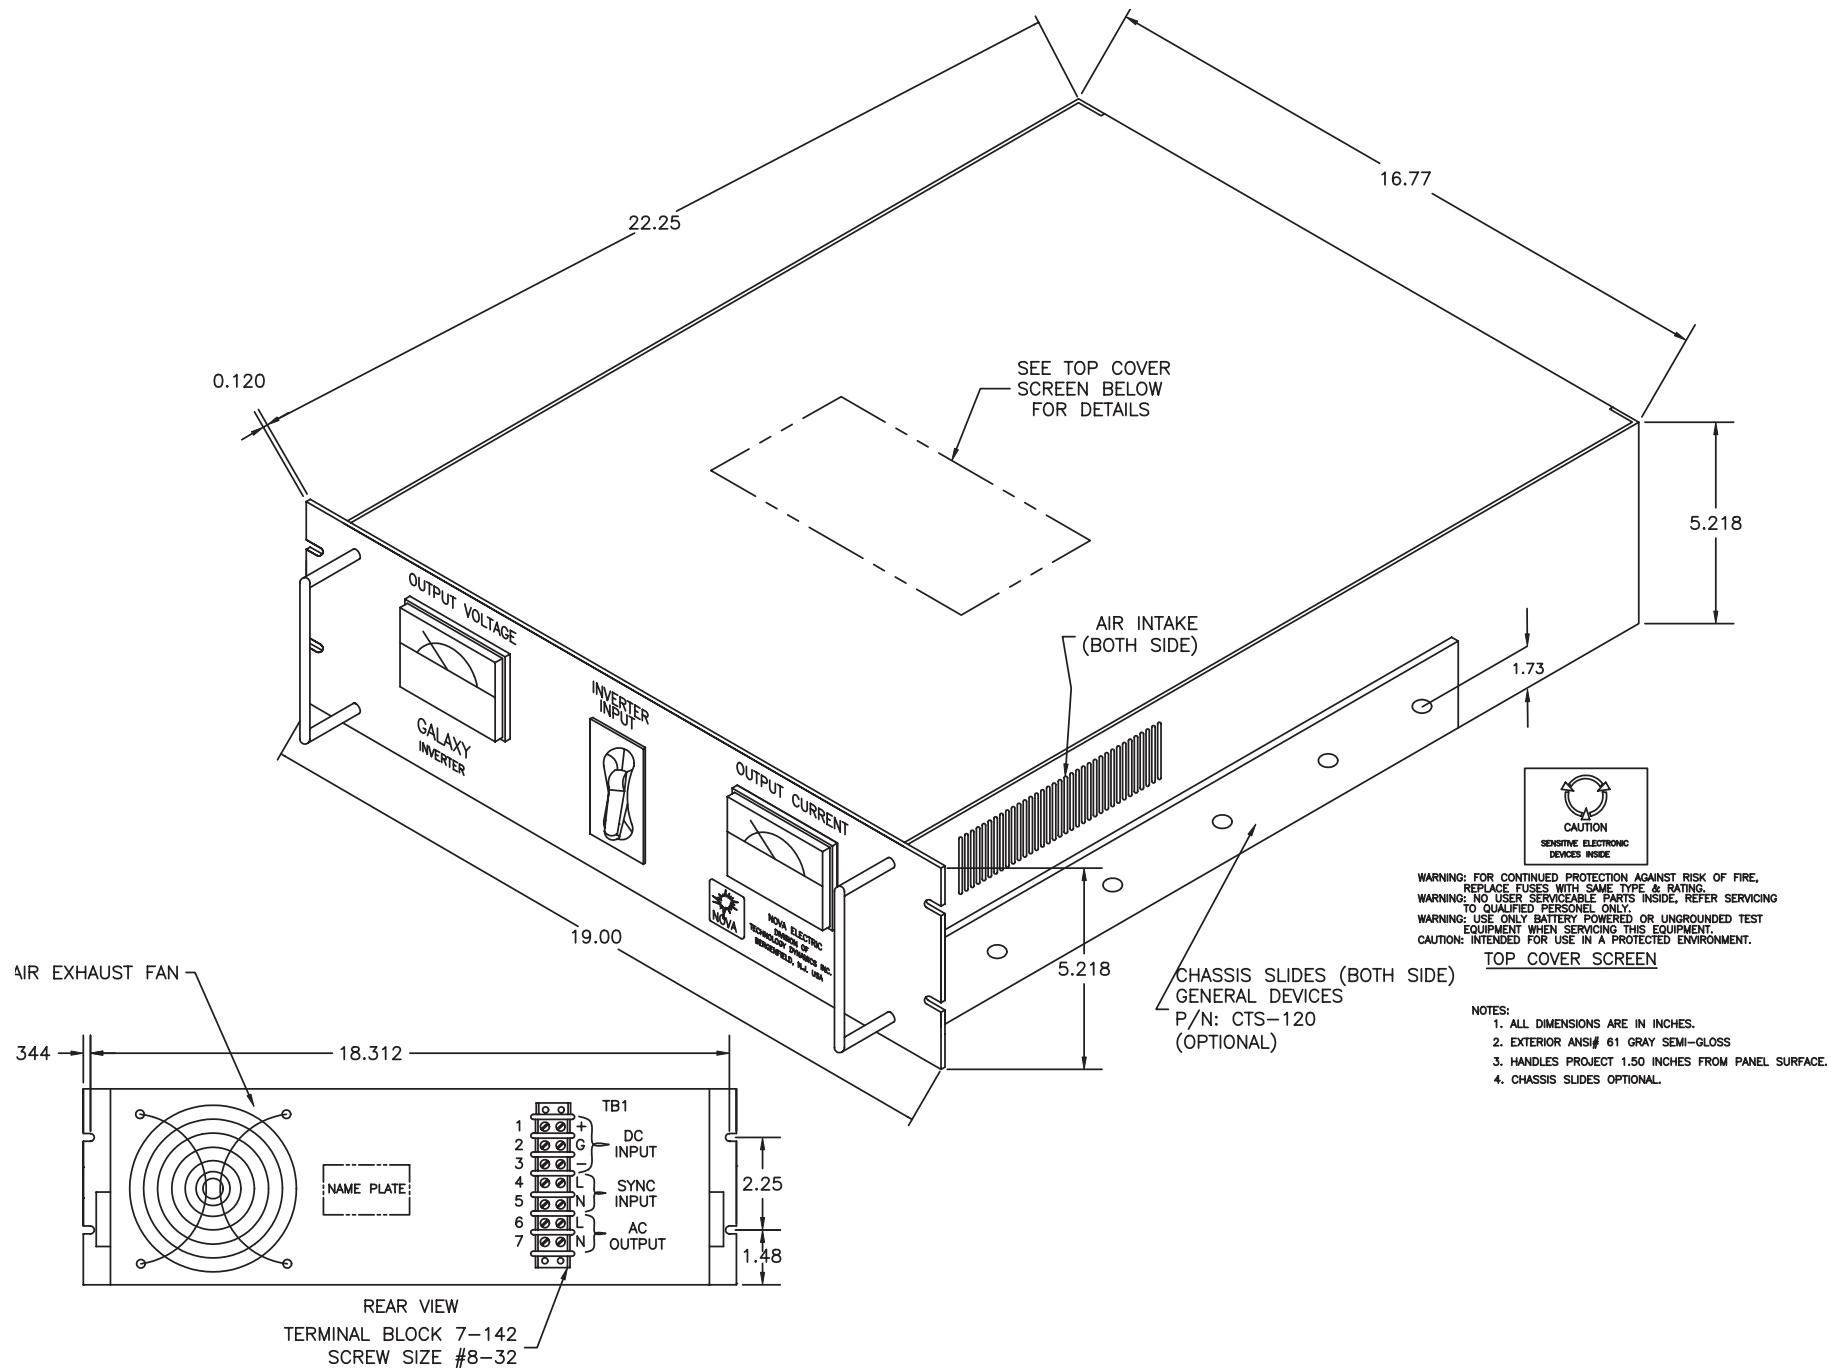 16.77
22.25
0.120
SEE TOP COVER
SCREEN BELOW
FOR DETAILS
5.218
AIR INTAKE
(BOTH SIDE)
1.73
OUTPUT VOLTAGE
GALAXY
INVERTER
INVERTER
INPUT
OUTPUT CURRENT
NOVA
NOVA ELECTRIC
DIVISION OF
TECHNOLOGY DYNAMICS INC.
BERGENFIELD, N.J. USA
19.00
5.218
CHASSIS SLIDES (BOTH SIDE)
GENERAL DEVICES
P/N: CTS-120
(OPTIONAL)
CAUTION
SENSITIVE ELECTRONIC
DEVICES INSIDE
WARNING: FOR CONTINUED PROTECTION AGAINST RISK OF FIRE,
REPLACE FUSES WITH SAME TYPE & RATING.
WARNING: NO USER SERVICEABLE PARTS INSIDE, REFER SERVICING
TO QUALIFIED PERSONEL ONLY.
WARNING: USE ONLY BATTERY POWERED OR UNGROUNDED TEST
EQUIPMENT WHEN SERVICING THIS EQUIPMENT.
CAUTION: INTENDED FOR USE IN A PROTECTED ENVIRONMENT.
TOP COVER SCREEN
NOTES:
1. ALL DIMENSIONS ARE IN INCHES.
2. EXTERIOR ANSI# 61 GRAY SEMI-GLOSS
3. HANDLES PROJECT 1.50 INCHES FROM PANEL SURFACE.
4. CHASSIS SLIDES OPTIONAL.
AIR EXHAUST FAN
344
18.312
NAME PLATE
TB1
1 +
2 G
3 -
DC
INPUT
4 L
5 N
SYNC
INPUT
6 L
7 N
AC
OUTPUT
2.25
1.48
REAR VIEW
TERMINAL BLOCK 7-142
SCREW SIZE #8-32